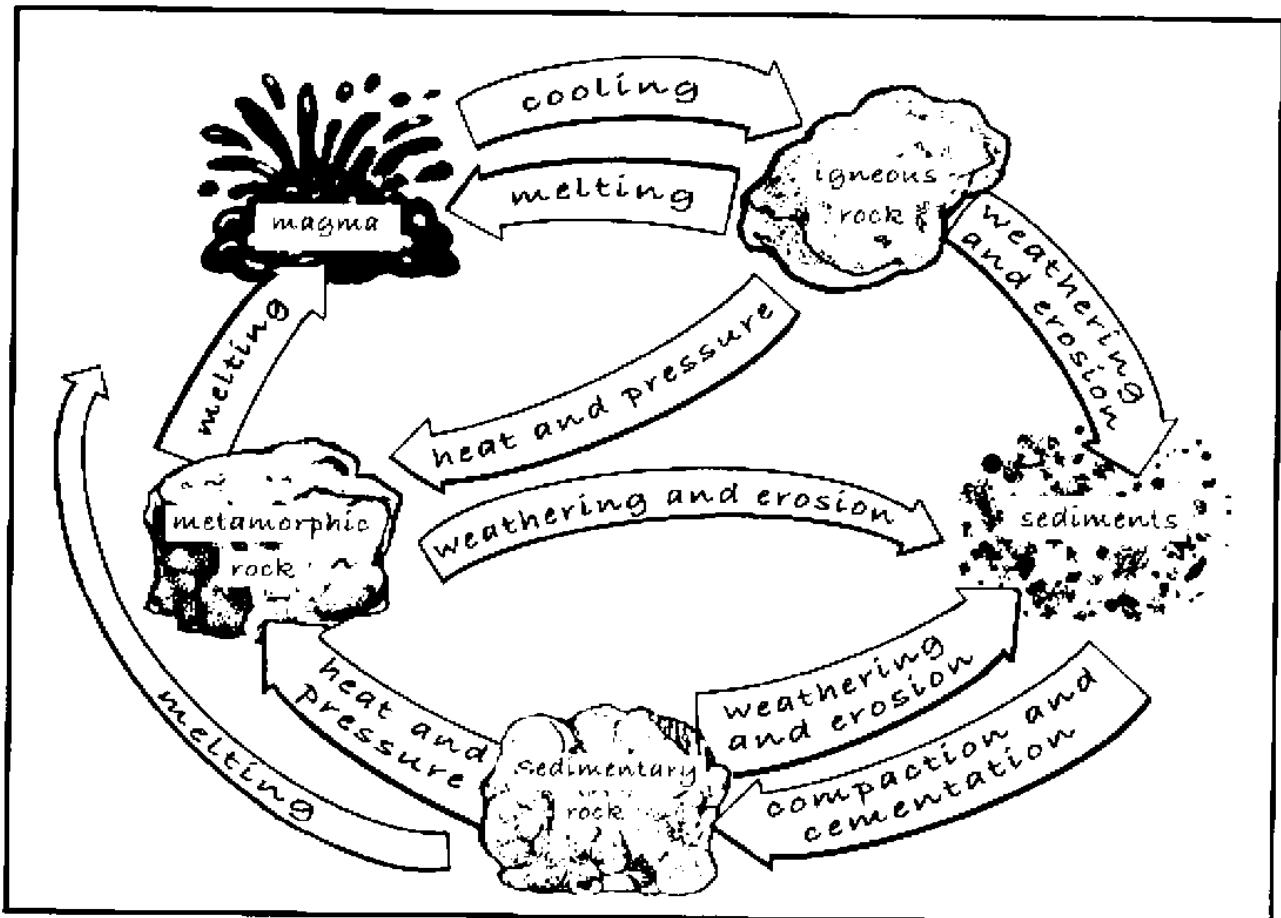 cooling
melting
magma
igneous
rock
weathering
and erosion
melting
heat and pressure
weathering and erosion
sediments
metamorphic
rock
heat and
pressure
weathering
and erosion
melting
sedimentary
rock
compaction and
cementation